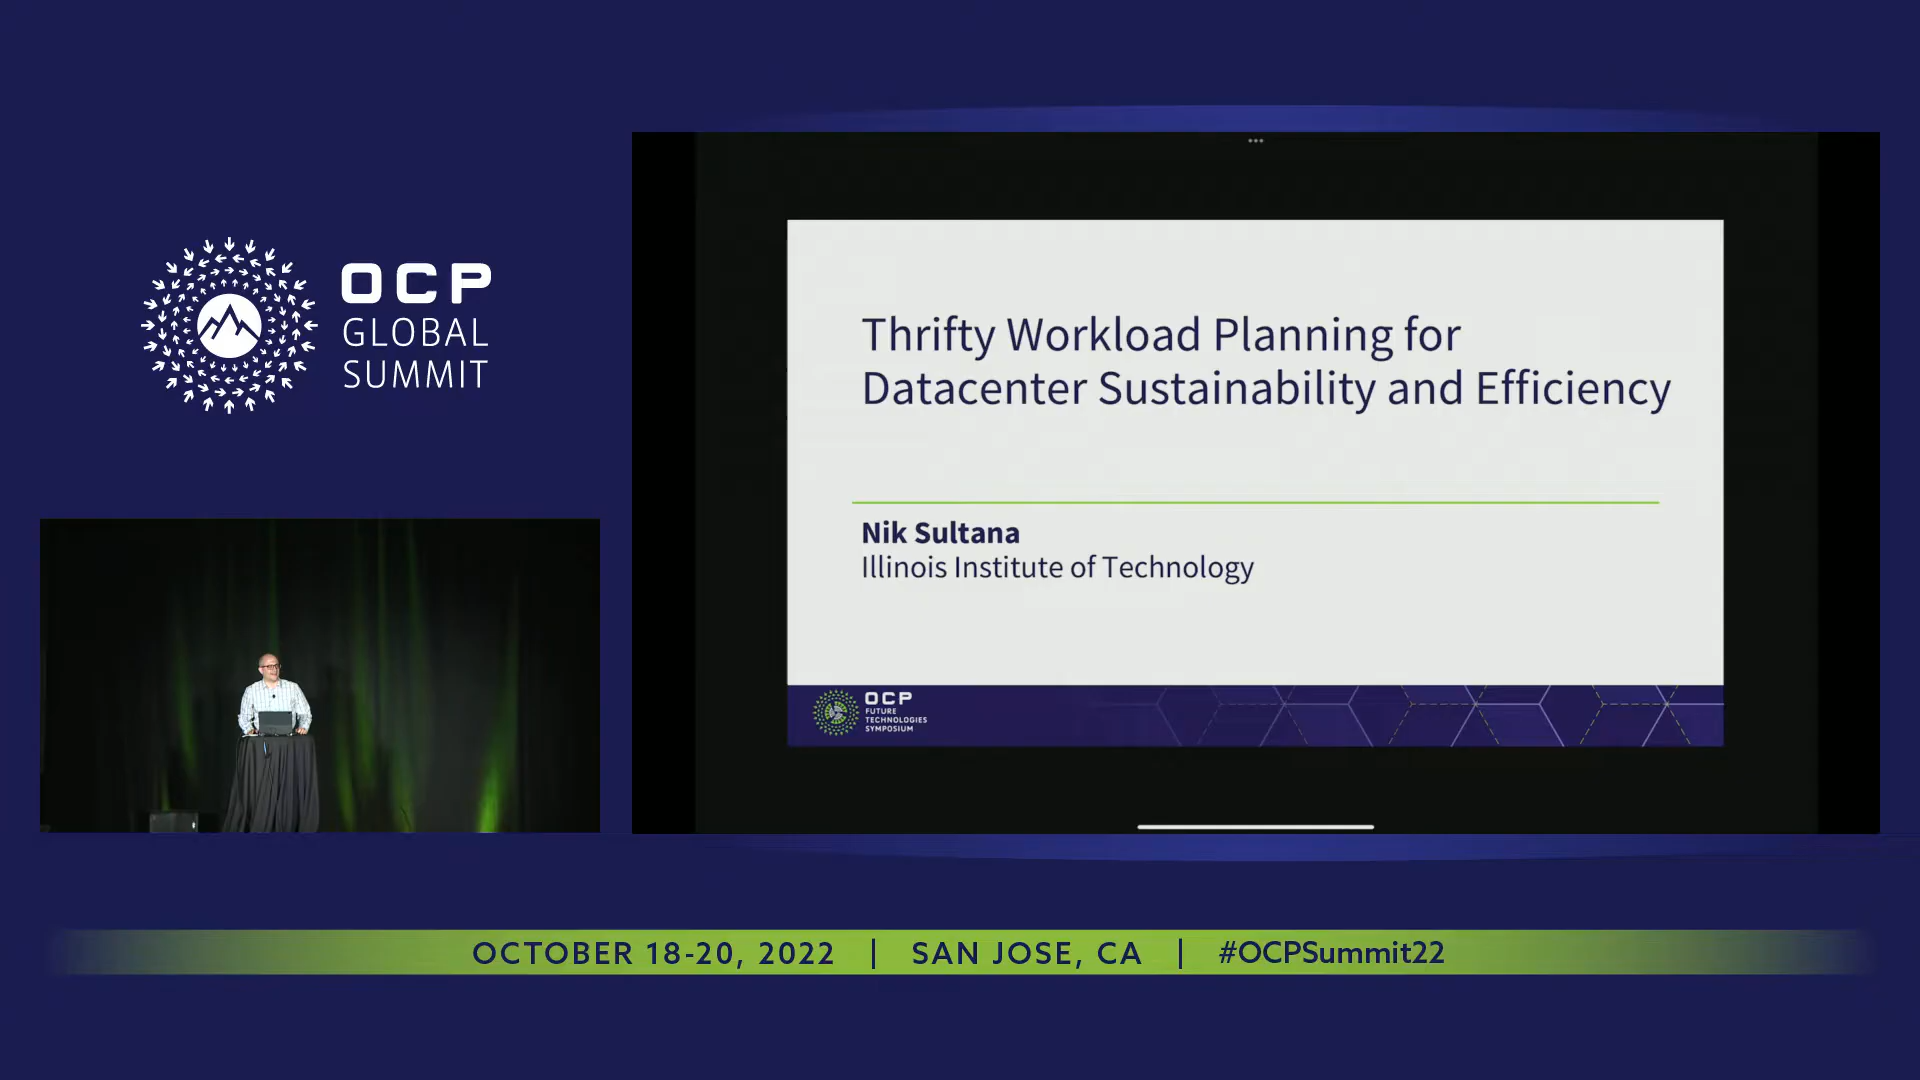 OCP
GLOBAL
SUMMIT
Thrifty Workload Planning for
Datacenter Sustainability and Efficiency
Nik Sultana
Illinois Institute of Technology
OCP
FUTURE
TECHNOLOGIES
SYMPOSIUM
OCTOBER 18-20, 2022 | SAN JOSE, CA | #OCPSummit22